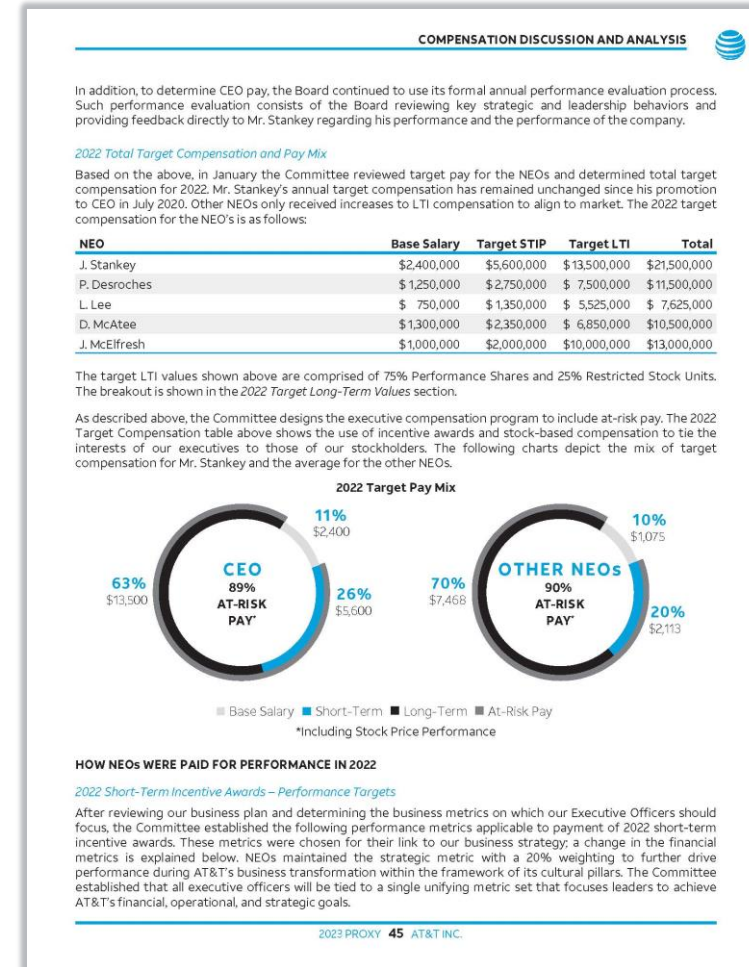 COMPENSATION DISCUSSION AND ANALYSIS
In addition, to determine CEO pay, the Board continued to use its formal annual performance evaluation process.
Such performance evaluation consists of the Board reviewing key strategic and leadership behaviors and
providing feedback directly to Mr. Stankey regarding his performance and the performance of the company.
2022 Total Target Compensation and Pay Mix
Based on the above, in January the Committee reviewed target pay for the NEOs and determined total target
compensation for 2022. Mr. Stankey's annual target compensation has remained unchanged since his promotion
to CEO in July 2020. Other NEOs only received increases to LTI compensation to align to market. The 2022 target
compensation for the NEO's is as follows:
NEO Base Salary Target STIP Target LTI Total
J. Stankey $2,400,000 $5,600,000 $13,500,000 $21,500,000
P. Desroches $1,250,000 $2,750,000 $ 7,500,000 $11,500,000
L. Lee $ 750,000 $1,350,000 $ 5,525,000 $ 7,625,000
D. McAtee $1,300,000 $2,350,000 $ 6,850,000 $10,500,000
J. McElfresh $1,000,000 $2,000,000 $10,000,000 $13,000,000
The target LTI values shown above are comprised of 75% Performance Shares and 25% Restricted Stock Units.
The breakout is shown in the 2022 Target Long-Term Values section.
As described above, the Committee designs the executive compensation program to include at-risk pay. The 2022
Target Compensation table above shows the use of incentive awards and stock-based compensation to tie the
interests of our executives to those of our stockholders. The following charts depict the mix of target
compensation for Mr. Stankey and the average for the other NEOs.
2022 Target Pay Mix
11%
$2,400
CEO
89%
AT-RISK
PAY*
63%
$13,500
26%
$5,600
10%
$1,075
OTHER NEOs
90%
AT-RISK
PAY*
70%
$7,468
20%
$2,113
Base Salary Short-Term Long-Term At-Risk Pay
*Including Stock Price Performance
HOW NEOs WERE PAID FOR PERFORMANCE IN 2022
2022 Short-Term Incentive Awards – Performance Targets
After reviewing our business plan and determining the business metrics on which our Executive Officers should
focus, the Committee established the following performance metrics applicable to payment of 2022 short-term
incentive awards. These metrics were chosen for their link to our business strategy; a change in the financial
metrics is explained below. NEOs maintained the strategic metric with a 20% weighting to further drive
performance during AT&T's business transformation within the framework of its cultural pillars. The Committee
established that all executive officers will be tied to a single unifying metric set that focuses leaders to achieve
AT&T's financial, operational, and strategic goals.
2023 PROXY 45 AT&T INC.